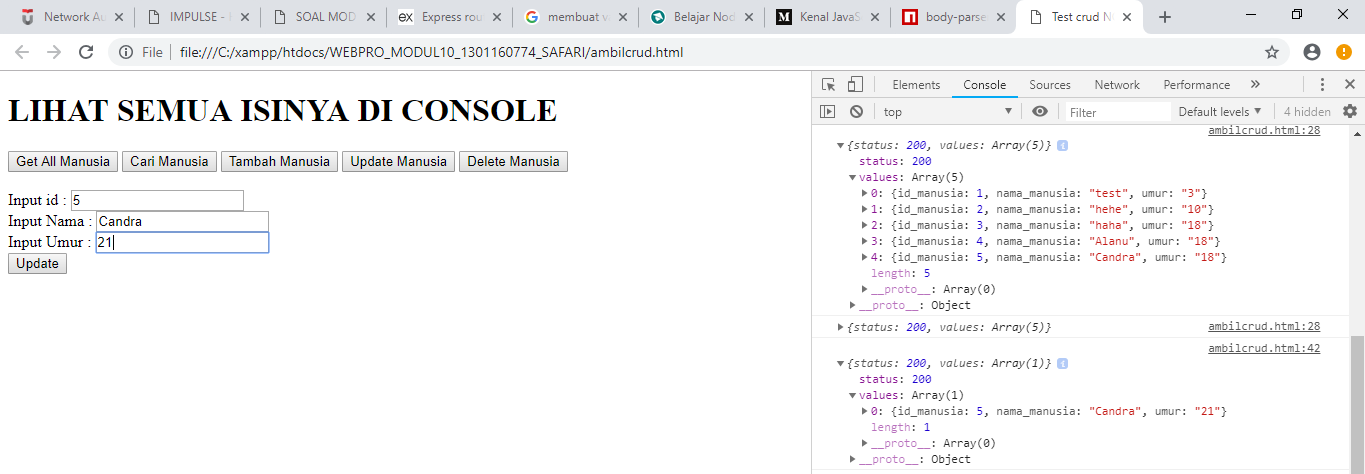 Network Au
IMPULSE - I
SOAL MOD
Express rou
membuat v
Belajar Nod
Kenal JavaS
body-parse
Test crud N
File file:///C:/xampp/htdocs/WEBPRO_MODUL10_1301160774_SAFARI/ambilcrud.html
LIHAT SEMUA ISINYA DI CONSOLE
Get All Manusia Cari Manusia Tambah Manusia Update Manusia Delete Manusia
Input id : 5
Input Nama : Candra
Input Umur : 21
Update
Elements Console Sources Network Performance »
top Filter Default levels 4 hidden
ambilcrud.html:28
{status: 200, values: Array(5)} i
status: 200
values: Array(5)
0: {id_manusia: 1, nama_manusia: "test", umur: "3"}
1: {id_manusia: 2, nama_manusia: "hehe", umur: "10"}
2: {id_manusia: 3, nama_manusia: "haha", umur: "18"}
3: {id_manusia: 4, nama_manusia: "Alanu", umur: "18"}
4: {id_manusia: 5, nama_manusia: "Candra", umur: "18"}
length: 5
__proto__: Array(0)
__proto__: Object
{status: 200, values: Array(5)} ambilcrud.html:28
ambilcrud.html:42
{status: 200, values: Array(1)} i
status: 200
values: Array(1)
0: {id_manusia: 5, nama_manusia: "Candra", umur: "21"}
length: 1
__proto__: Array(0)
__proto__: Object